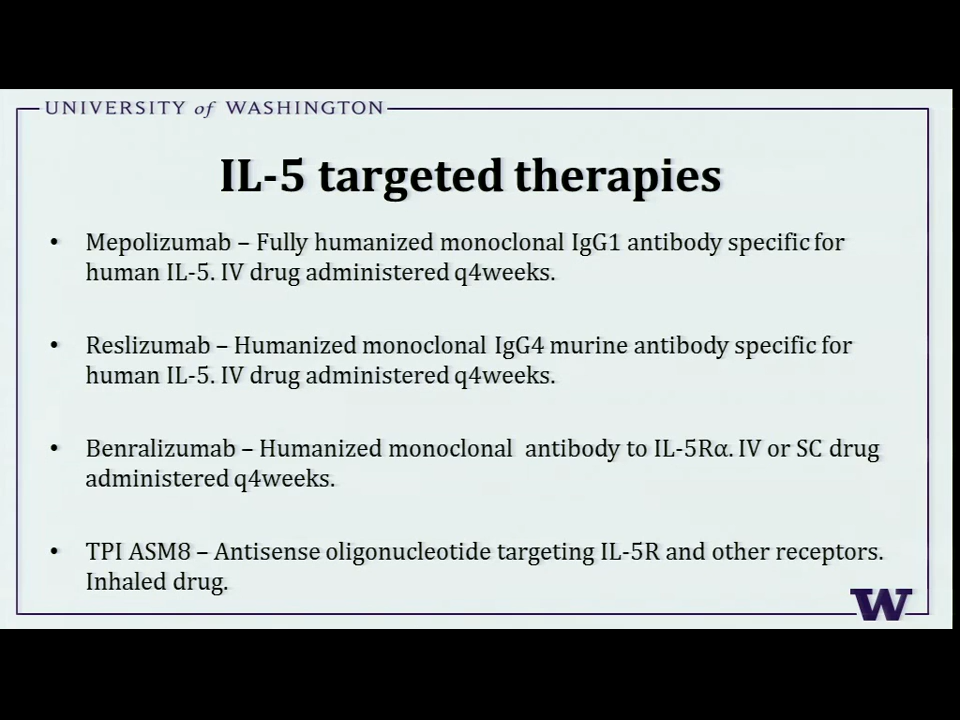 UNIVERSITY of WASHINGTON
IL-5 targeted therapies
• Mepolizumab – Fully humanized monoclonal IgG1 antibody specific for
human IL-5. IV drug administered q4weeks.
• Reslizumab – Humanized monoclonal IgG4 murine antibody specific for
human IL-5. IV drug administered q4weeks.
• Benralizumab – Humanized monoclonal antibody to IL-5Rα. IV or SC drug
administered q4weeks.
• TPI ASM8 – Antisense oligonucleotide targeting IL-5R and other receptors.
Inhaled drug.
W